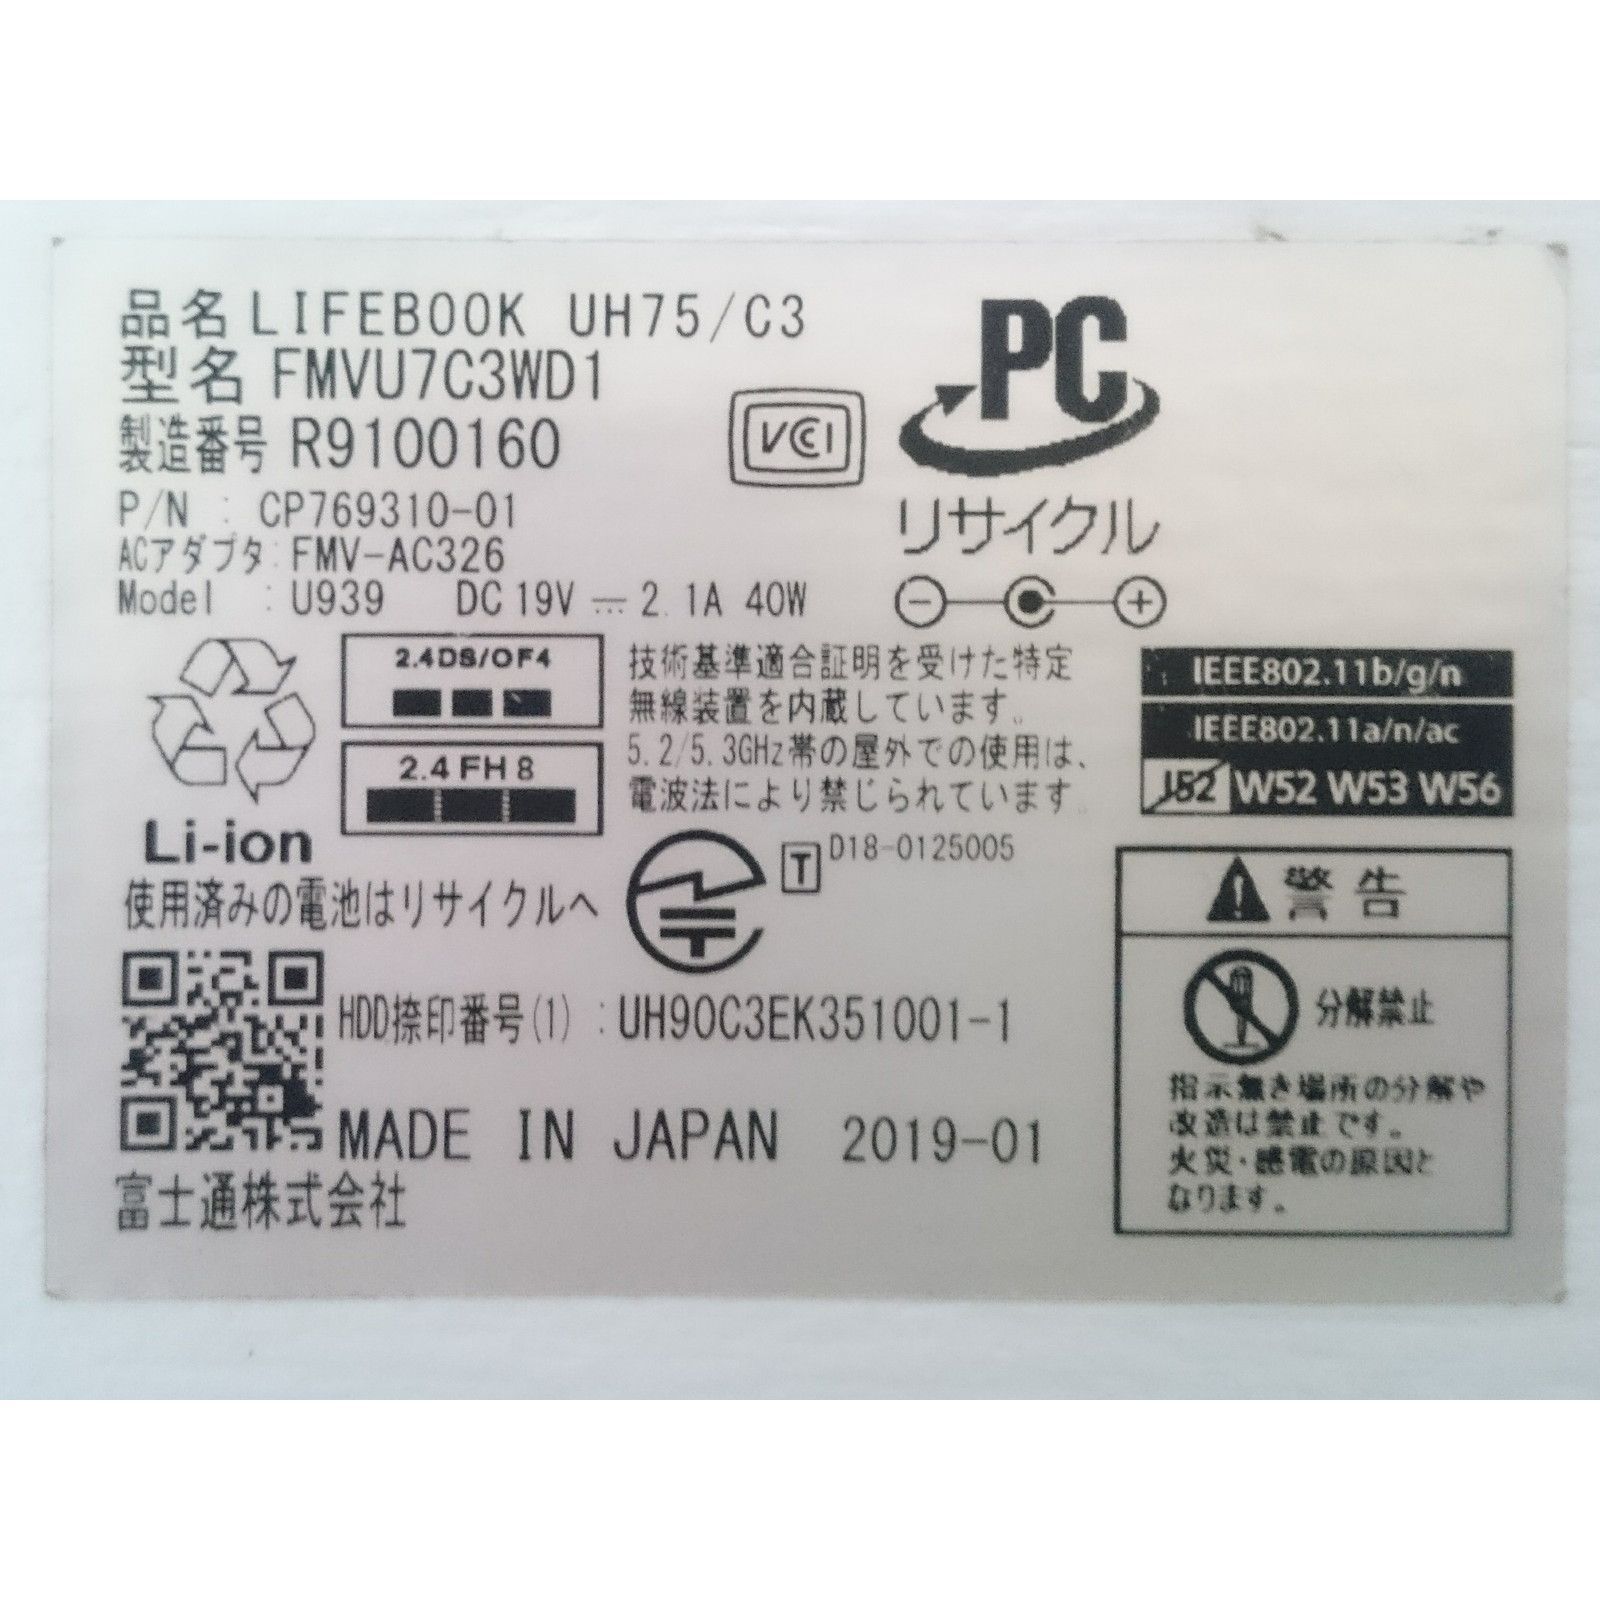 品名 LIFEBOOK UH75/C3
型名 FMVU7C3WD1
製造番号 R9100160
P/N : CP769310-01
ACアダプタ: FMV-AC326
Model : U939 DC 19V ⎓ 2.1A 40W
VCI
PC
リサイクル
2.4DS/OF4
2.4 FH 8
Li-ion
使用済みの電池はリサイクルへ
技術基準適合証明を受けた特定
無線装置を内蔵しています。
5.2/5.3GHz帯の屋外での使用は、
電波法により禁じられています。
T D18-0125005
IEEE802.11b/g/n
IEEE802.11a/n/ac
J52 W52 W53 W56
警告
分解禁止
指示無き場所の分解や
改造は禁止です。
火災・感電の原因と
なります。
HDD捺印番号(1) : UH90C3EK351001-1
MADE IN JAPAN 2019-01
富士通株式会社